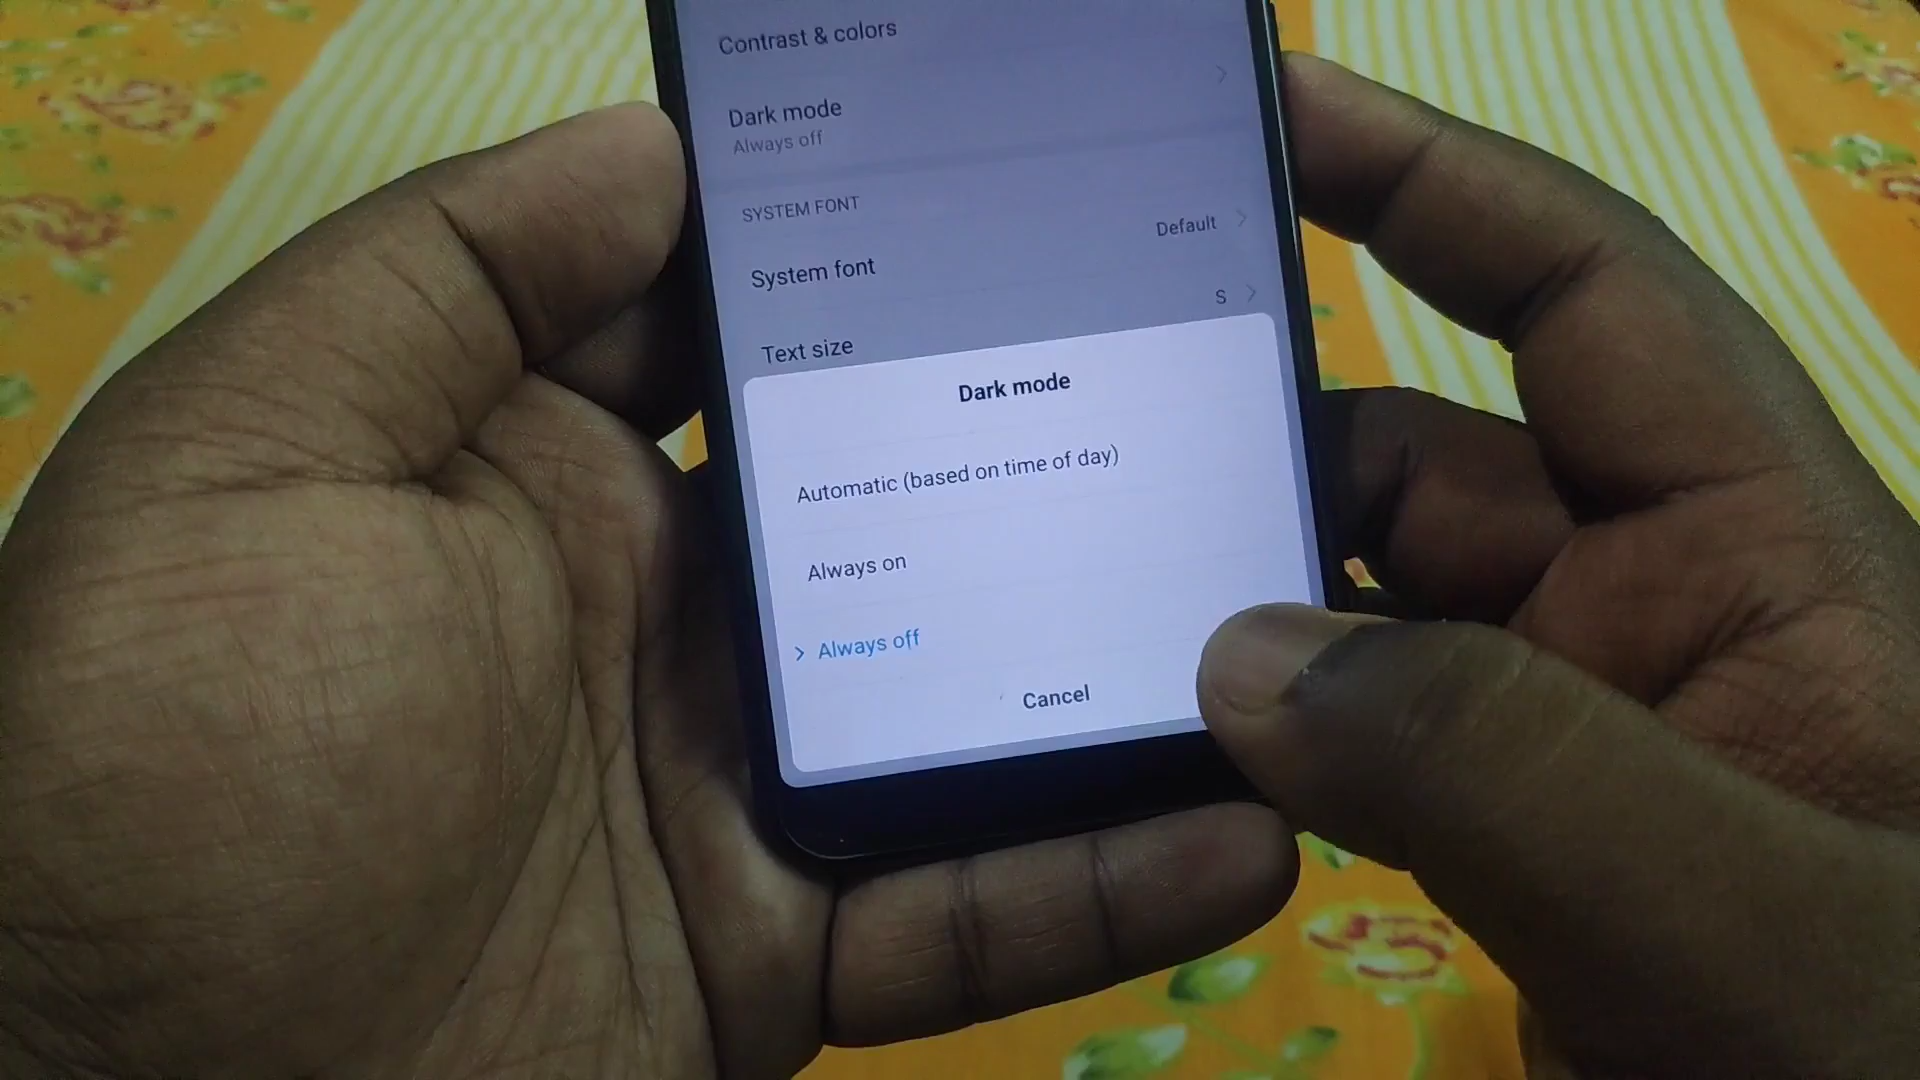 Contrast & colors
Dark mode
Always off
SYSTEM FONT
System font
Default
Text size
S
Dark mode
Automatic (based on time of day)
Always on
Always off
Cancel